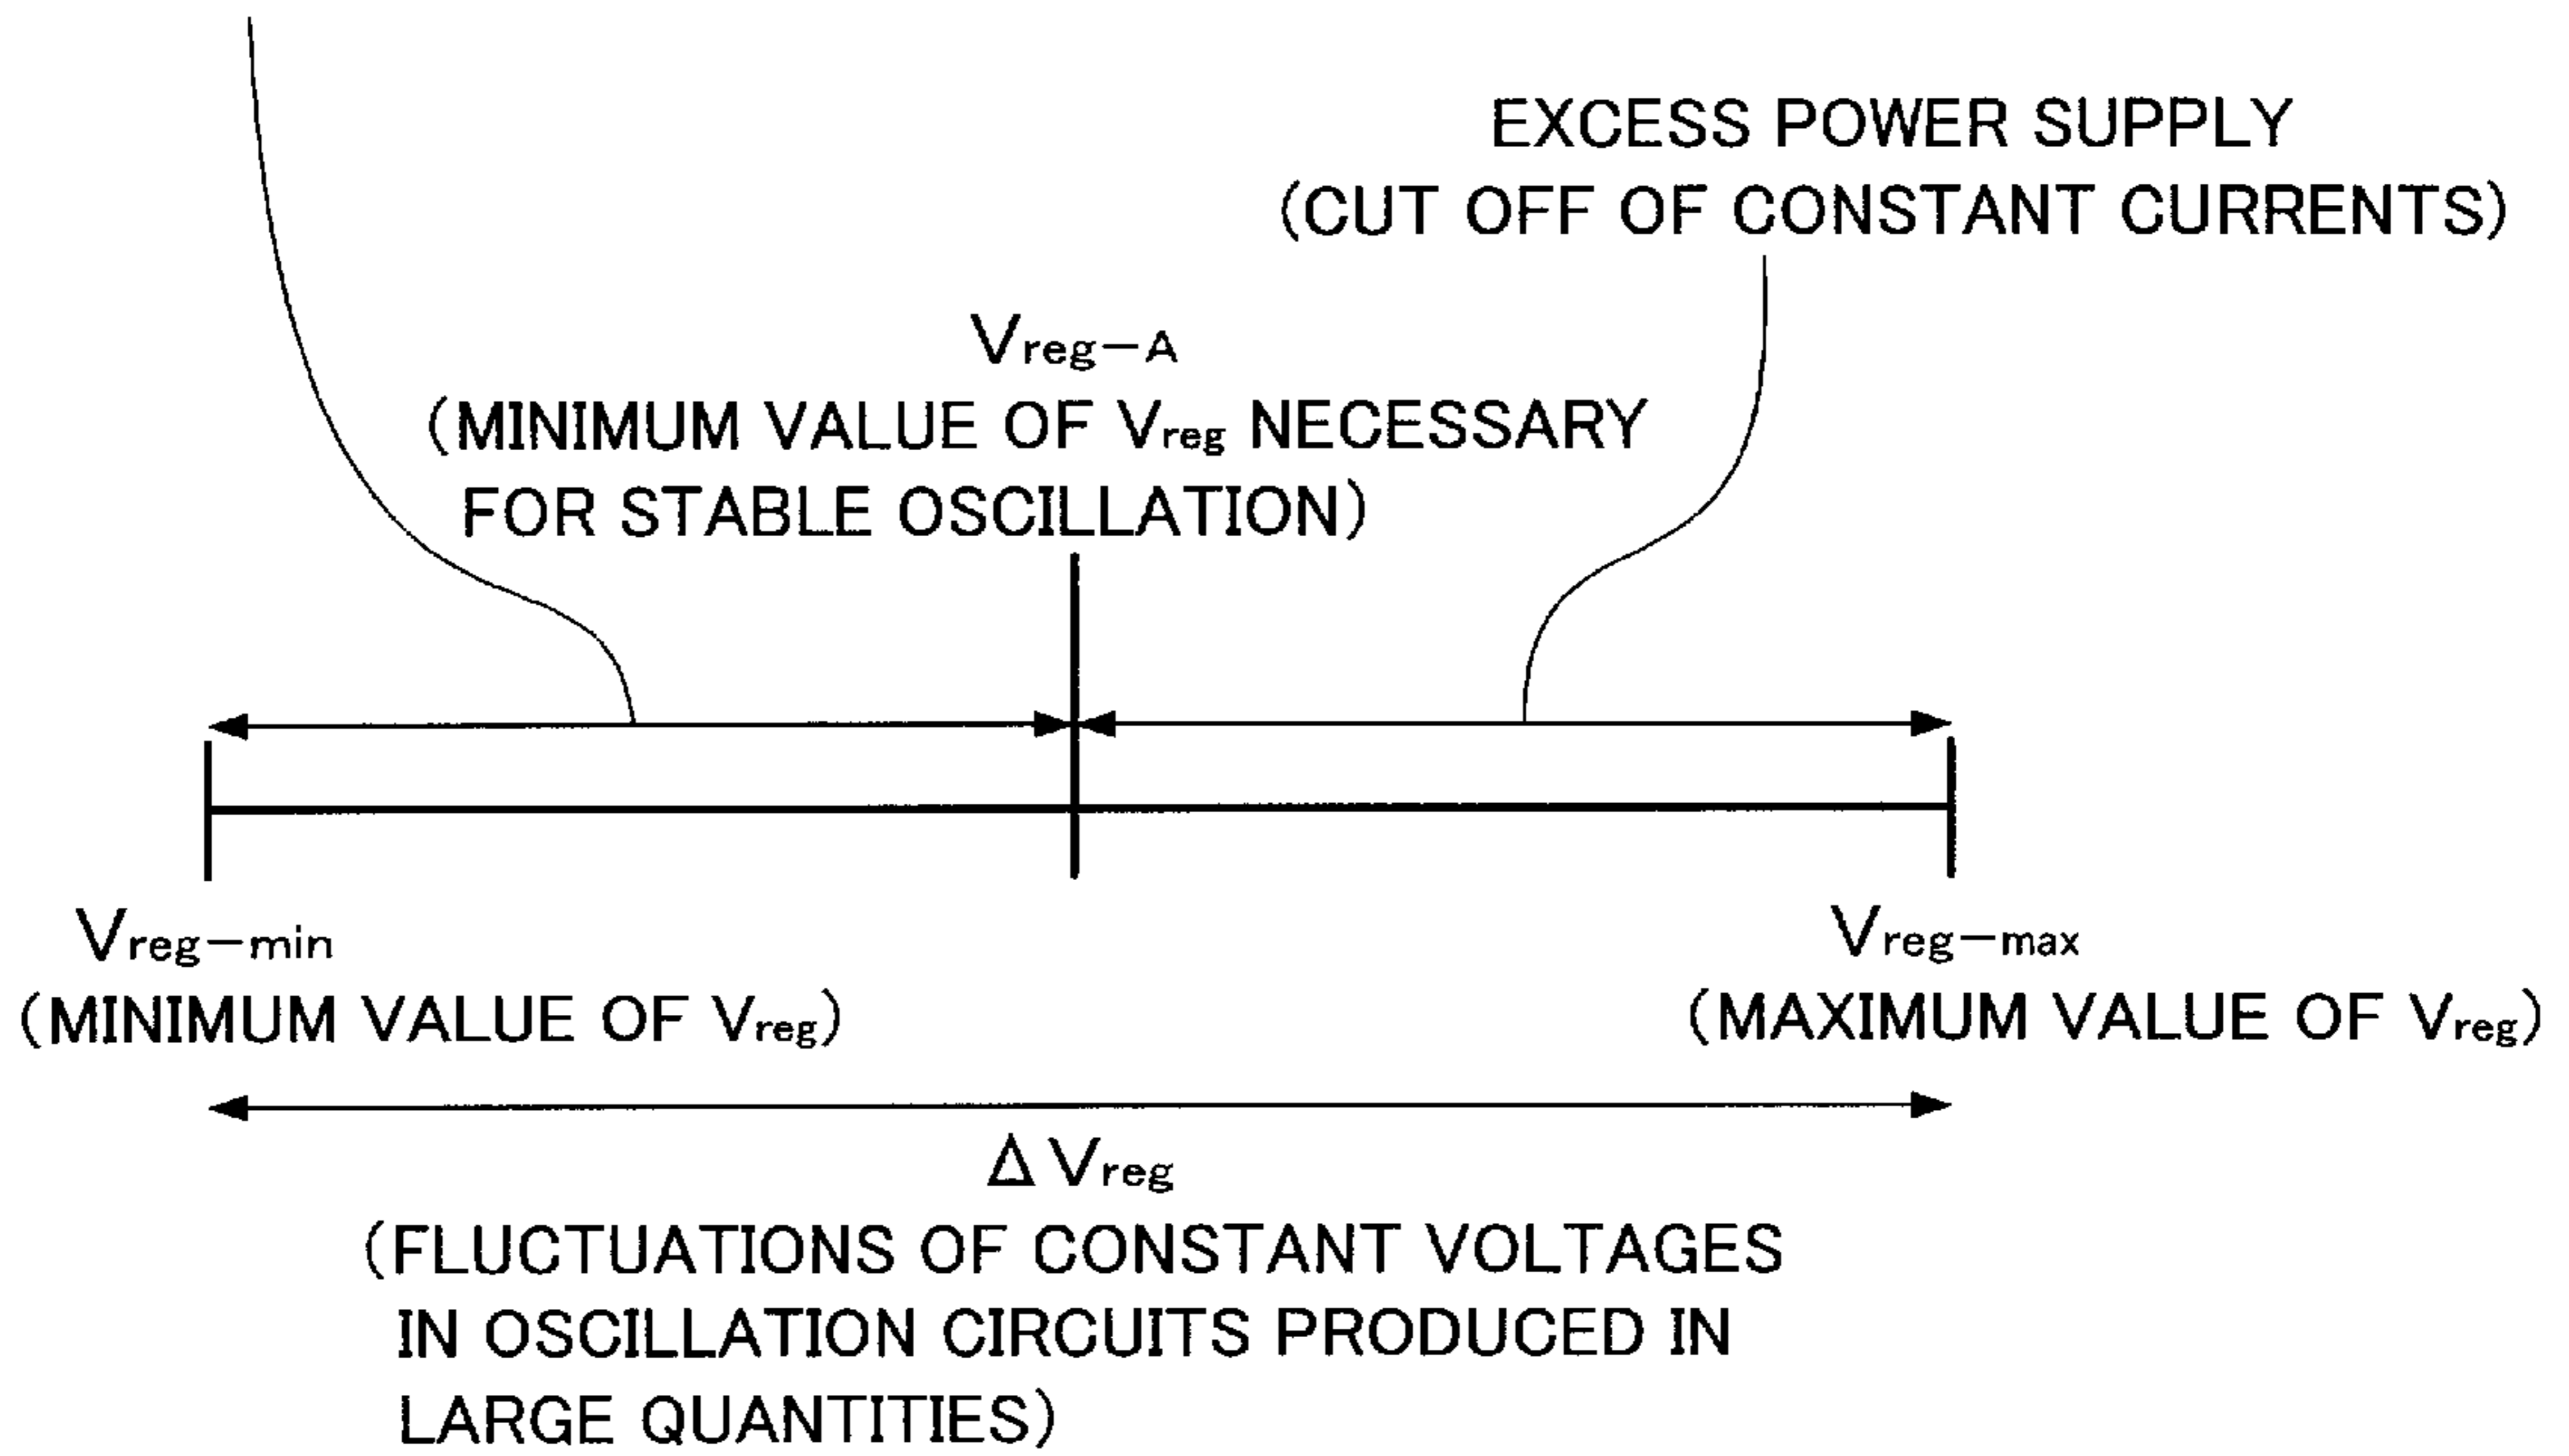 EXCESS POWER SUPPLY
(CUT OFF OF CONSTANT CURRENTS)
Vreg-A
(MINIMUM VALUE OF Vreg NECESSARY
FOR STABLE OSCILLATION)
Vreg-min
(MINIMUM VALUE OF Vreg)
Vreg-max
(MAXIMUM VALUE OF Vreg)
Δ Vreg
(FLUCTUATIONS OF CONSTANT VOLTAGES
IN OSCILLATION CIRCUITS PRODUCED IN
LARGE QUANTITIES)